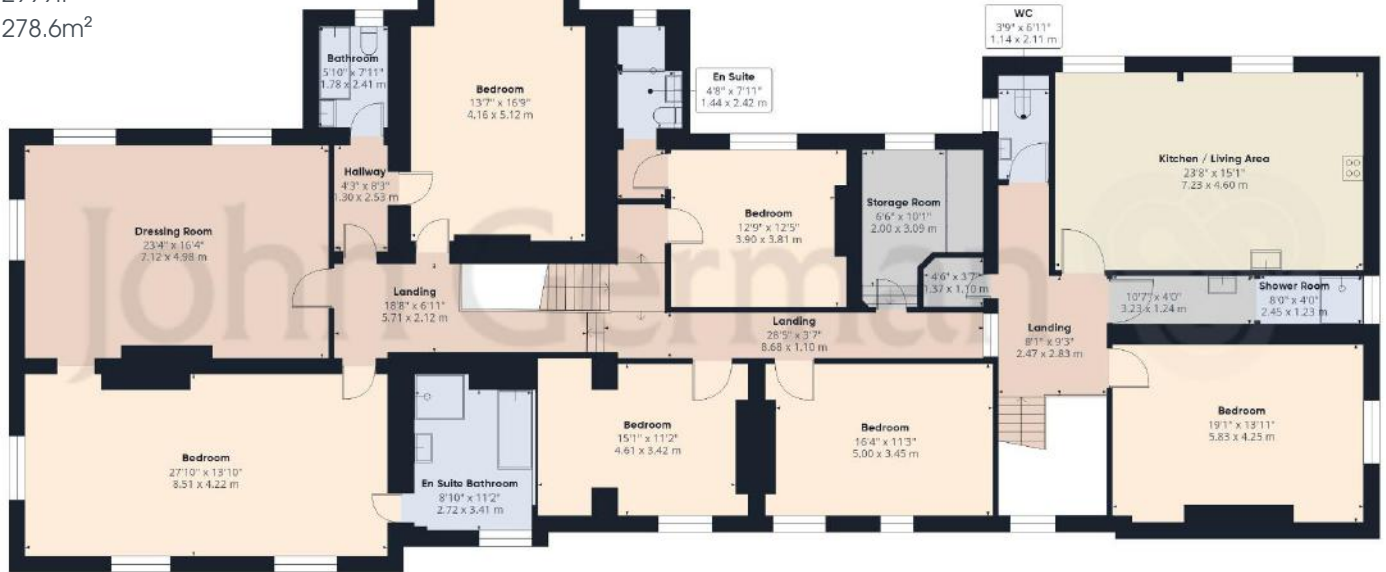 278.6m²
WC
3'9" x 6'11"
1.14 x 2.11 m
Bathroom
5'10" x 7'11"
1.78 x 2.41 m
Bedroom
13'7" x 16'9"
4.16 x 5.12 m
En Suite
4'8" x 7'11"
1.44 x 2.42 m
Kitchen / Living Area
23'8" x 15'1"
7.23 x 4.60 m
Hallway
4'3" x 8'3"
1.30 x 2.53 m
Dressing Room
23'4" x 16'4"
7.12 x 4.98 m
Bedroom
12'9" x 12'5"
3.90 x 3.81 m
Storage Room
6'6" x 10'1"
2.00 x 3.09 m
4'6" x 3'7"
1.37 x 1.10 m
Landing
18'8" x 6'11"
5.71 x 2.12 m
10'7" x 4'0"
3.23 x 1.24 m
Shower Room
8'0" x 4'0"
2.45 x 1.23 m
Landing
28'5" x 3'7"
8.68 x 1.10 m
Landing
8'1" x 9'3"
2.47 x 2.83 m
John German
Bedroom
27'10" x 13'10"
8.51 x 4.22 m
En Suite Bathroom
8'10" x 11'2"
2.72 x 3.41 m
Bedroom
15'1" x 11'2"
4.61 x 3.42 m
Bedroom
16'4" x 11'3"
5.00 x 3.45 m
Bedroom
19'1" x 13'11"
5.83 x 4.25 m